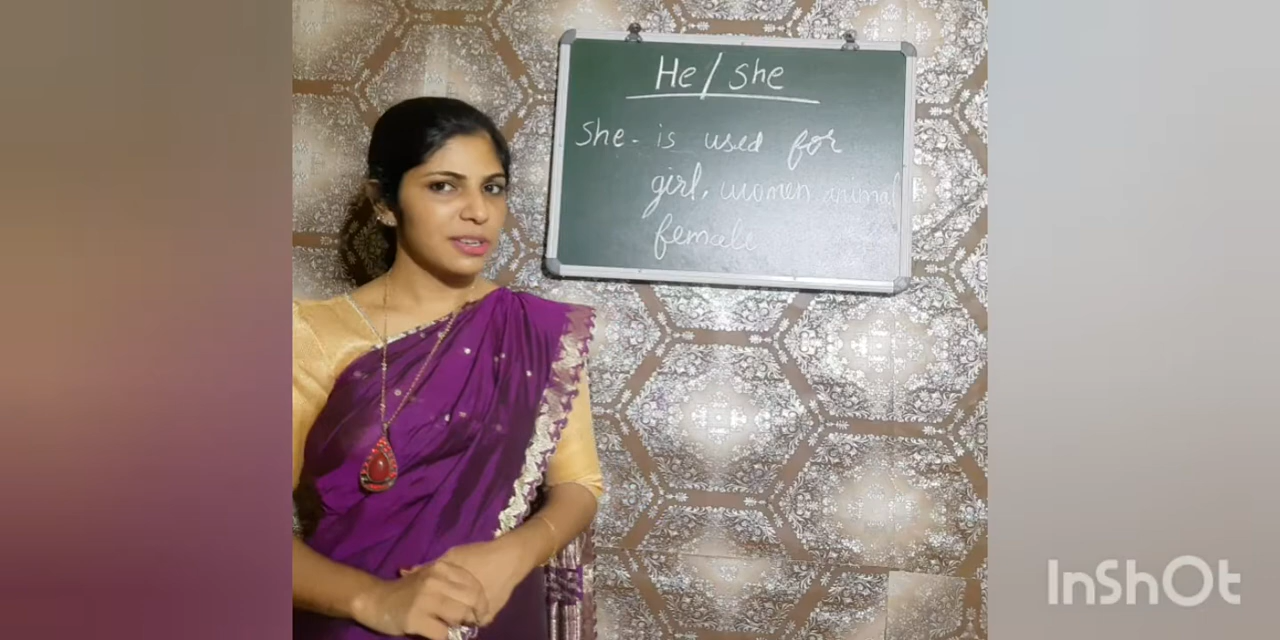 He/she
She - is used for
girl, women animal
female
InShOt